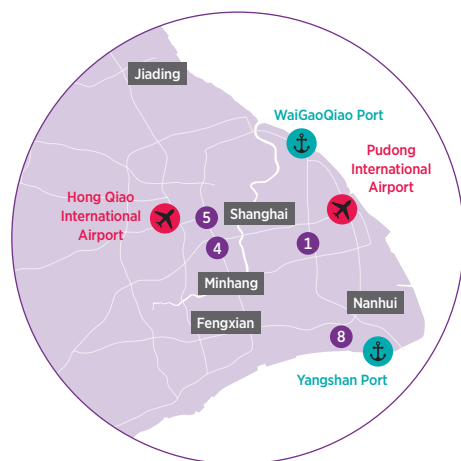 Jiading
WaiGaoQiao Port
Pudong
International
Airport
Hong Qiao
International
Airport
5
Shanghai
4
1
Minhang
Nanhui
Fengxian
8
Yangshan Port